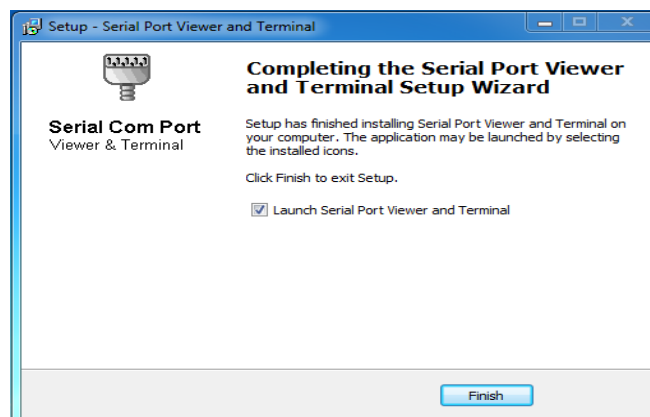 Setup - Serial Port Viewer and Terminal
Completing the Serial Port Viewer
and Terminal Setup Wizard
Serial Com Port
Viewer & Terminal
Setup has finished installing Serial Port Viewer and Terminal on
your computer. The application may be launched by selecting
the installed icons.
Click Finish to exit Setup.
Launch Serial Port Viewer and Terminal
Finish